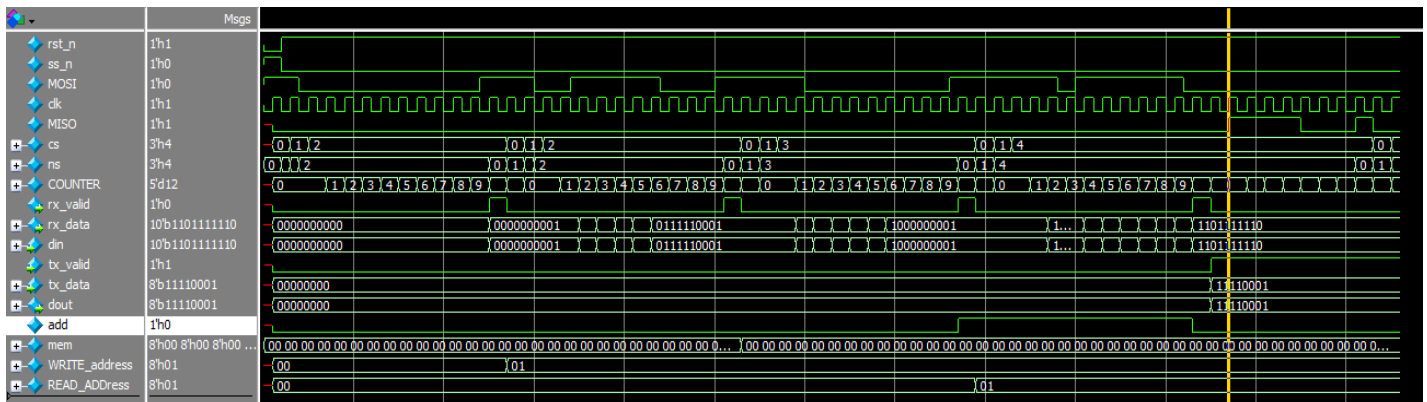 Msgs
rst_n 1'h1
ss_n 1'h0
MOSI 1'h0
clk 1'h1
MISO 1'h1
cs 3'h4 0 1 2 0 1 2 0 1 3 0 1 4 0
ns 3'h4 0 2 0 1 2 0 1 3 0 1 4 0 1
COUNTER 5'd12 0 1 2 3 4 5 6 7 8 9 0 1 2 3 4 5 6 7 8 9 0 1 2 3 4 5 6 7 8 9 0 1 2 3 4 5 6 7 8 9
rx_valid 1'h0
rx_data 10'b1101111110 0000000000 0000000001 0111110001 1000000001 1... 1101111110
din 10'b1101111110 0000000000 0000000001 0111110001 1000000001 1... 1101111110
tx_valid 1'h1
tx_data 8'b11110001 00000000 11110001
dout 8'b11110001 00000000 11110001
add 1'h0
mem 8'h00 8'h00 8'h00 ...
WRITE_address 8'h01 00 01
READ_ADDress 8'h01 00 01